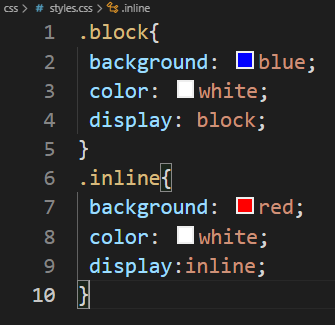 css > # styles.css > .inline
1 .block{
2 background: blue;
3 color: white;
4 display: block;
5 }
6 .inline{
7 background: red;
8 color: white;
9 display:inline;
10 }